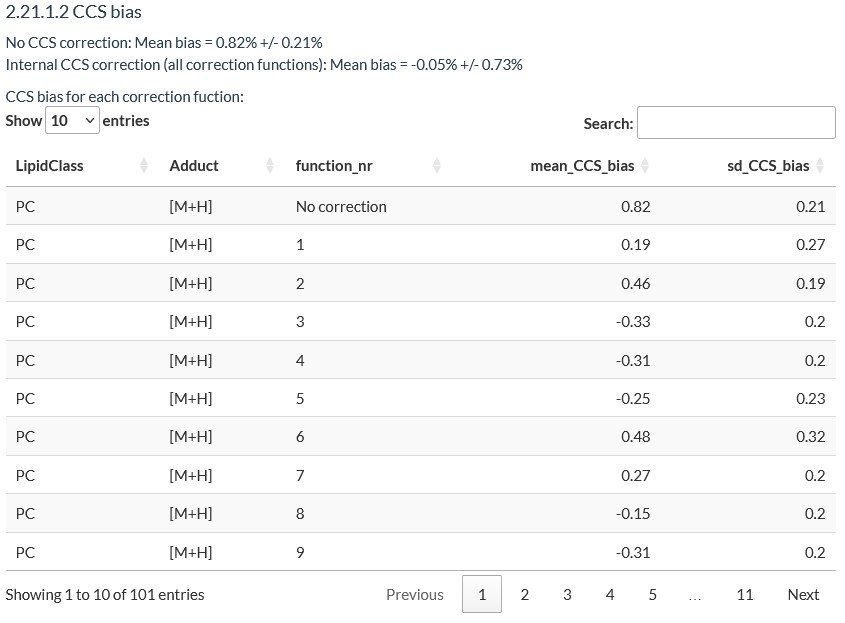 2.21.1.2 CCS bias
No CCS correction: Mean bias = 0.82% +/- 0.21%
Internal CCS correction (all correction functions): Mean bias = -0.05% +/- 0.73%
CCS bias for each correction fuction:
Show 10 entries Search:
LipidClass Adduct function_nr mean_CCS_bias sd_CCS_bias
PC [M+H] No correction 0.82 0.21
PC [M+H] 1 0.19 0.27
PC [M+H] 2 0.46 0.19
PC [M+H] 3 -0.33 0.2
PC [M+H] 4 -0.31 0.2
PC [M+H] 5 -0.25 0.23
PC [M+H] 6 0.48 0.32
PC [M+H] 7 0.27 0.2
PC [M+H] 8 -0.15 0.2
PC [M+H] 9 -0.31 0.2
Showing 1 to 10 of 101 entries Previous 1 2 3 4 5 … 11 Next